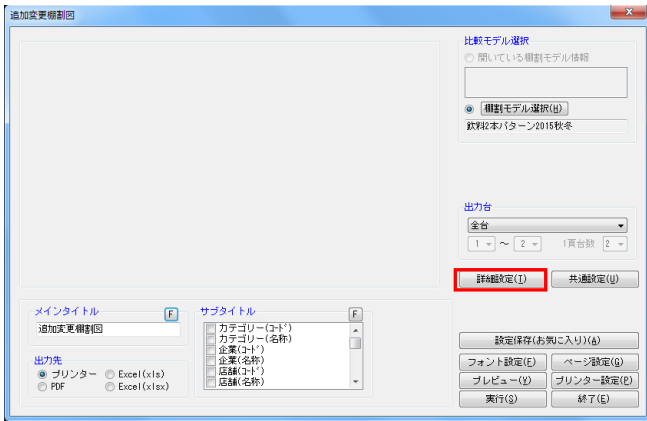 追加変更棚割図
比較モデル選択
開いている棚割モデル情報
棚割モデル選択(H)
飲料2本パターン2015秋冬
出力台
全台
1 ～ 2 1頁台数 2
詳細設定(I) 共通設定(U)
メインタイトル F
追加変更棚割図
出力先
プリンター Excel(xls)
PDF Excel(xlsx)
サブタイトル F
カテゴリー(ｺｰﾄﾞ)
カテゴリー(名称)
企業(ｺｰﾄﾞ)
企業(名称)
店舗(ｺｰﾄﾞ)
店舗(名称)
設定保存(お気に入り)(A)
フォント設定(F) ページ設定(G)
プレビュー(Y) プリンター設定(P)
実行(S) 終了(E)